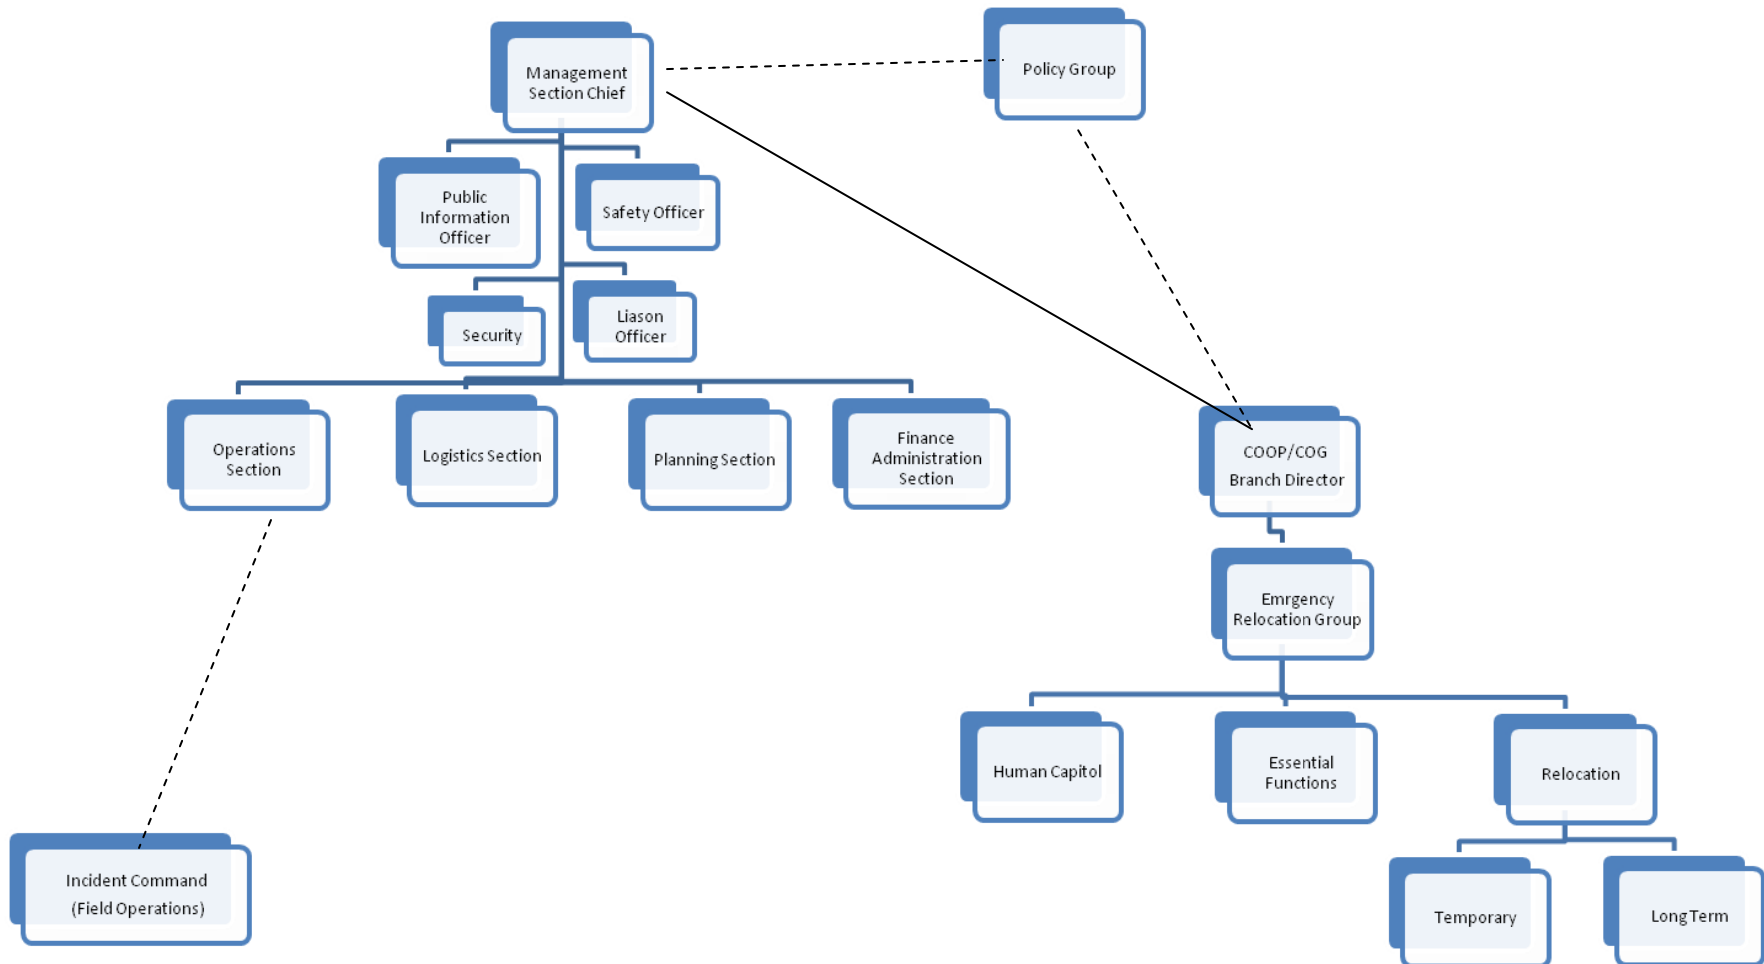 Management
Section Chief
Policy Group
Public
Information
Officer
Safety Officer
Security
Liason
Officer
Operations
Section
Logistics Section
Planning Section
Finance
Administration
Section
COOP/COG
Branch Director
Emrgency
Relocation Group
Human Capitol
Essential
Functions
Relocation
Incident Command
(Field Operations)
Temporary
Long Term